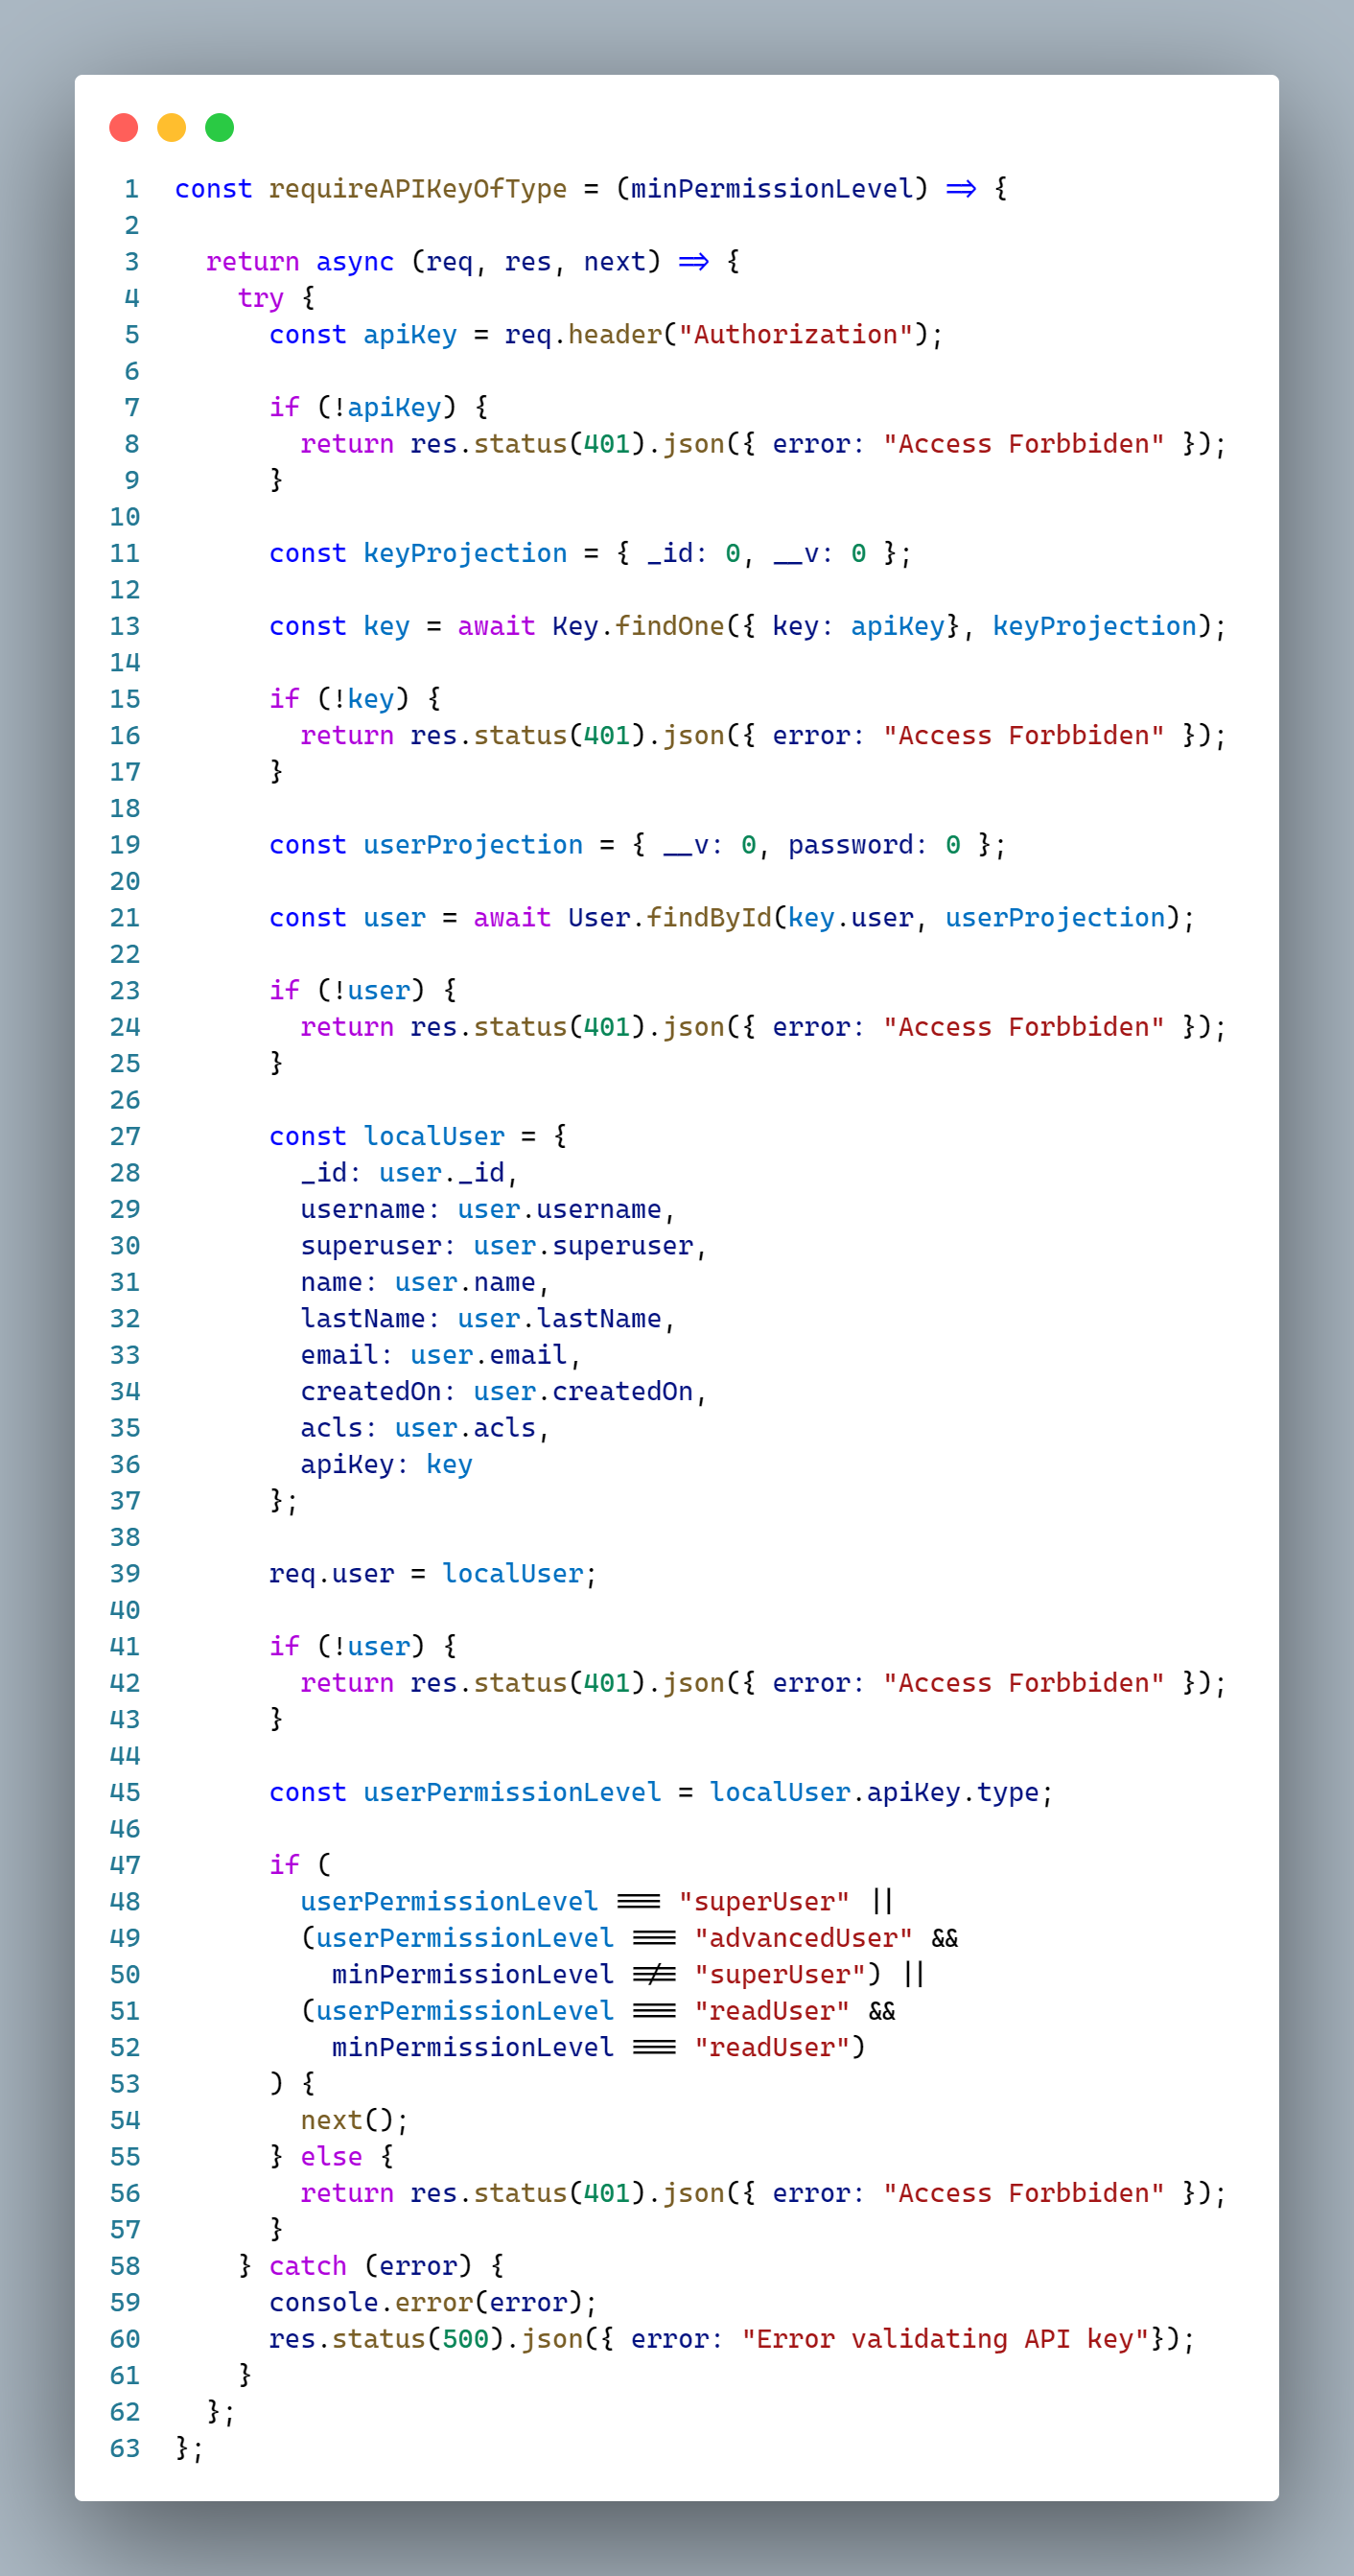 1 const requireAPIKeyOfType = (minPermissionLevel) => {
2
3 return async (req, res, next) => {
4 try {
5 const apiKey = req.header("Authorization");
6
7 if (!apiKey) {
8 return res.status(401).json({ error: "Access Forbbiden" });
9 }
10
11 const keyProjection = { _id: 0, __v: 0 };
12
13 const key = await Key.findOne({ key: apiKey}, keyProjection);
14
15 if (!key) {
16 return res.status(401).json({ error: "Access Forbbiden" });
17 }
18
19 const userProjection = { __v: 0, password: 0 };
20
21 const user = await User.findById(key.user, userProjection);
22
23 if (!user) {
24 return res.status(401).json({ error: "Access Forbbiden" });
25 }
26
27 const localUser = {
28 _id: user._id,
29 username: user.username,
30 superuser: user.superuser,
31 name: user.name,
32 lastName: user.lastName,
33 email: user.email,
34 createdOn: user.createdOn,
35 acls: user.acls,
36 apiKey: key
37 };
38
39 req.user = localUser;
40
41 if (!user) {
42 return res.status(401).json({ error: "Access Forbbiden" });
43 }
44
45 const userPermissionLevel = localUser.apiKey.type;
46
47 if (
48 userPermissionLevel === "superUser" ||
49 (userPermissionLevel === "advancedUser" &&
50 minPermissionLevel !== "superUser") ||
51 (userPermissionLevel === "readUser" &&
52 minPermissionLevel === "readUser")
53 ) {
54 next();
55 } else {
56 return res.status(401).json({ error: "Access Forbbiden" });
57 }
58 } catch (error) {
59 console.error(error);
60 res.status(500).json({ error: "Error validating API key"});
61 }
62 };
63 };